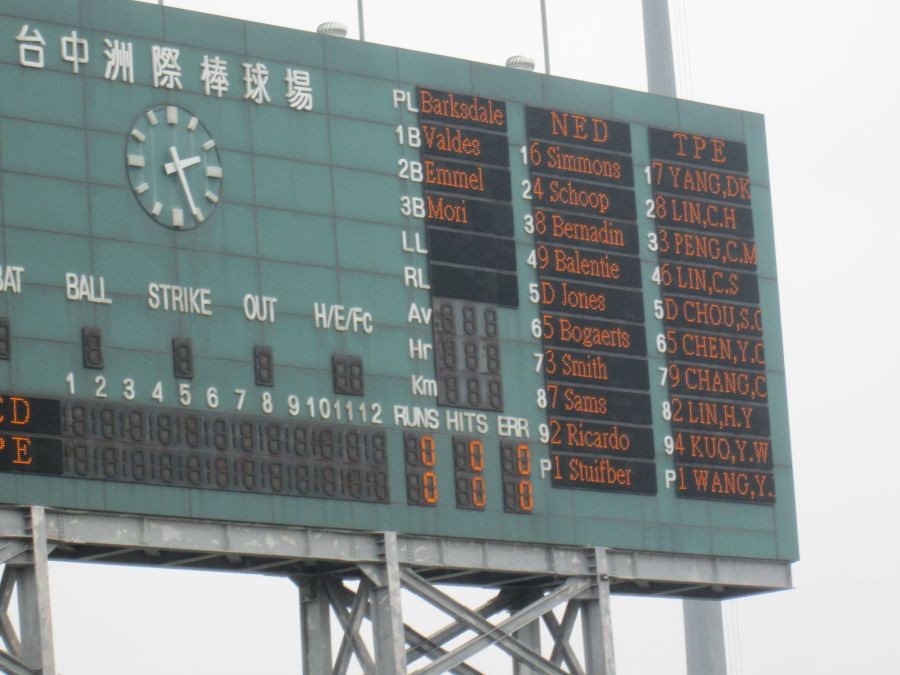 台中洲際棒球場
PL Barksdale
1B Valdes
2B Emmel
3B Mori
LL
RL
Av
Hr
Km
NED
1 6 Simmons
2 4 Schoop
3 8 Bernadin
4 9 Balentie
5 D Jones
6 5 Bogaerts
7 3 Smith
8 7 Sams
9 2 Ricardo
P 1 Stuifber
TPE
1 7 YANG,DK
2 8 LIN,C.H
3 3 PENG,C.M
4 6 LIN,C.S
5 D CHOU,S.C
6 5 CHEN,Y.C
7 9 CHANG,C
8 2 LIN,H.Y
9 4 KUO,Y.W
P 1 WANG,Y.
BAT BALL STRIKE OUT H/E/FC
1 2 3 4 5 6 7 8 9 10 11 12 RUNS HITS ERR
0 0 0
PE 0 0 0